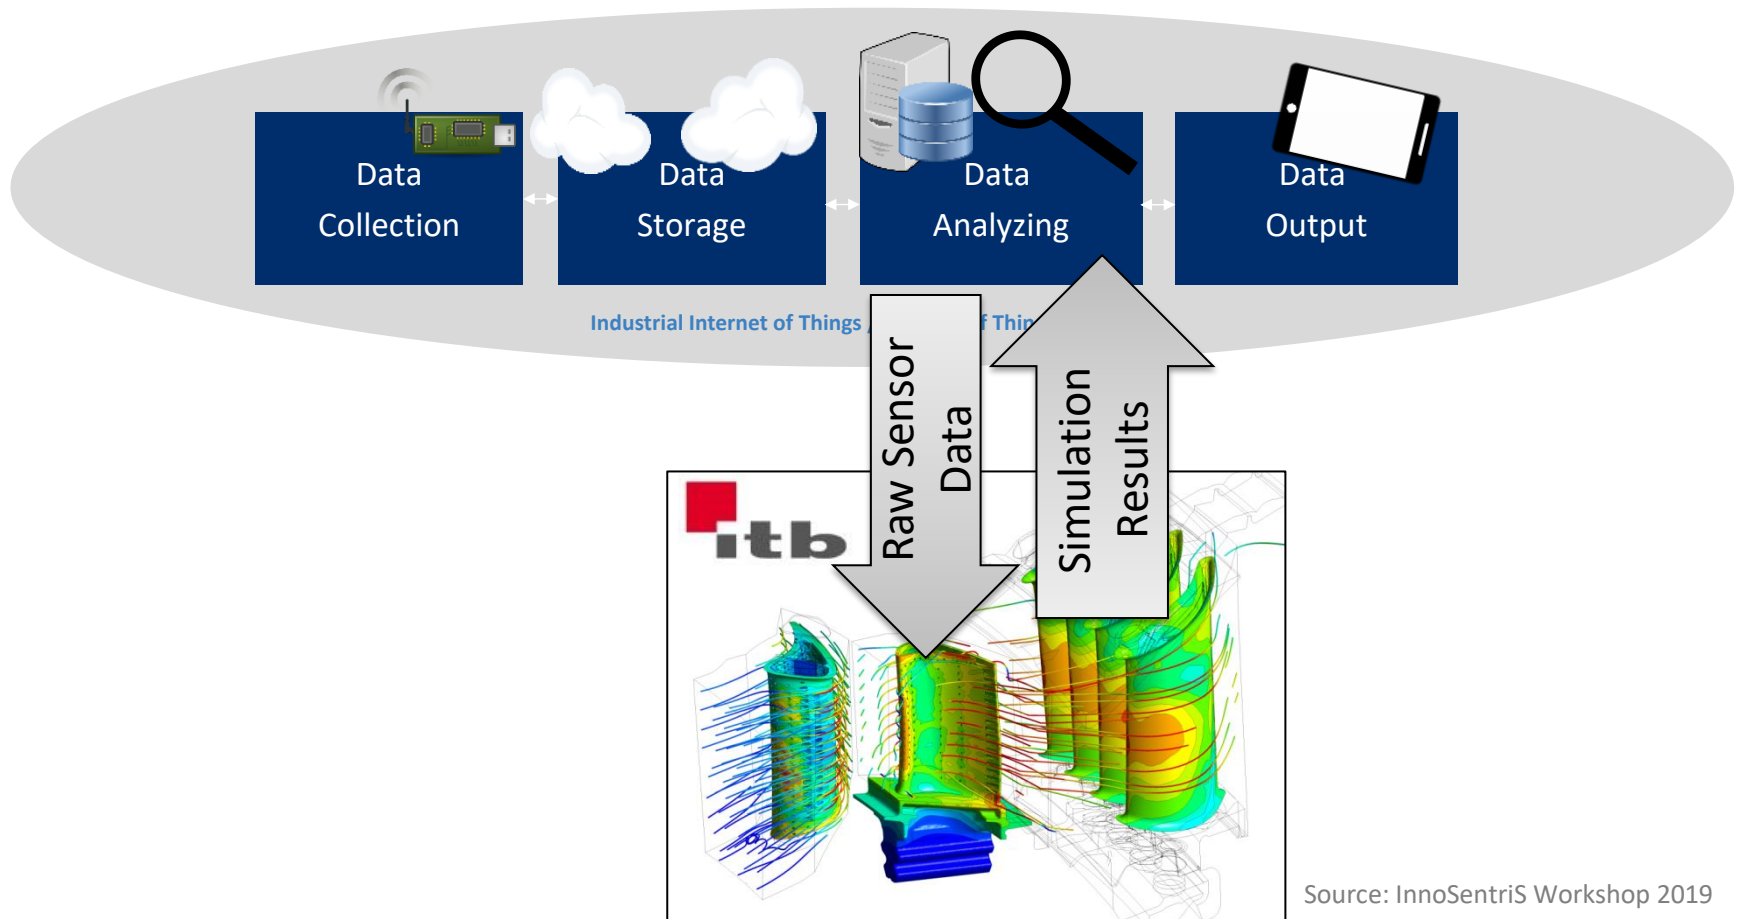 Data
Collection
Data
Storage
Data
Analyzing
Data
Output
Industrial Internet of Things
Raw Sensor
Data
Simulation
Results
itb
Source: InnoSentriS Workshop 2019